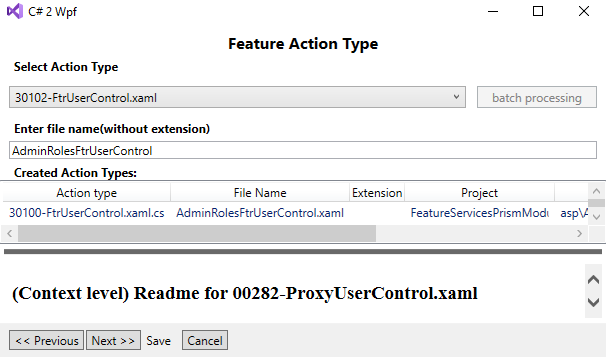 C# 2 Wpf
Feature Action Type
Select Action Type
30102-FtrUserControl.xaml
batch processing
Enter file name(without extension)
AdminRolesFtrUserControl
Created Action Types:
Action type File Name Extension Project
30100-FtrUserControl.xaml.cs AdminRolesFtrUserControl.xaml FeatureServicesPrismModu asp\A
(Context level) Readme for 00282-ProxyUserControl.xaml
<< Previous Next >> Save Cancel